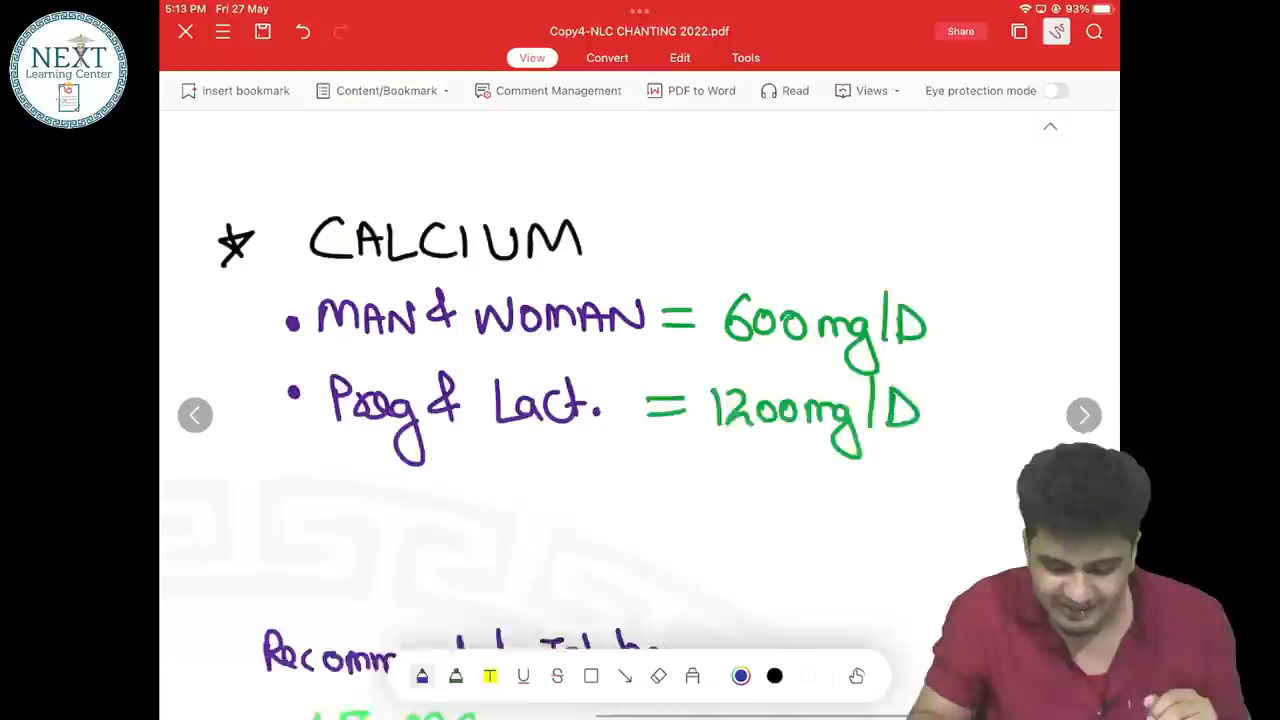 5:13 PM Fri 27 May
93%
NEXT
Learning Center
Copy4-NLC CHANTING 2022.pdf
Share
View Convert Edit Tools
Insert bookmark Content/Bookmark Comment Management PDF to Word Read Views Eye protection mode
CALCIUM
• MAN & WOMAN = 600mg/D
• Preg & Lact. = 1200mg/D
T U S